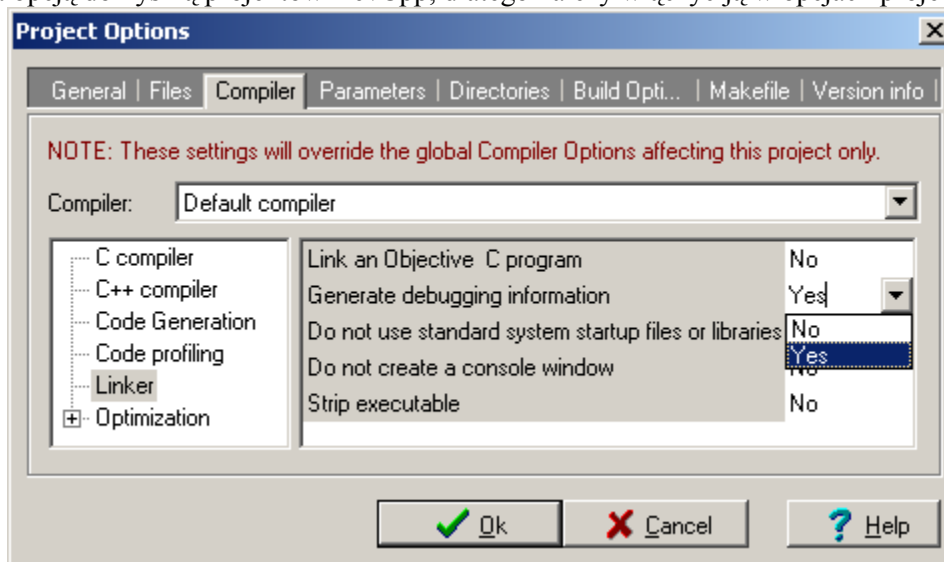 Project Options
General | Files Compiler Parameters | Directories | Build Opti... | Makefile | Version info |
NOTE: These settings will override the global Compiler Options affecting this project only.
Compiler: Default compiler
C compiler
C++ compiler
Code Generation
Code profiling
Linker
Optimization
Link an Objective C program No
Generate debugging information Yes
Do not use standard system startup files or libraries No
Yes
Do not create a console window
Strip executable No
Ok Cancel Help